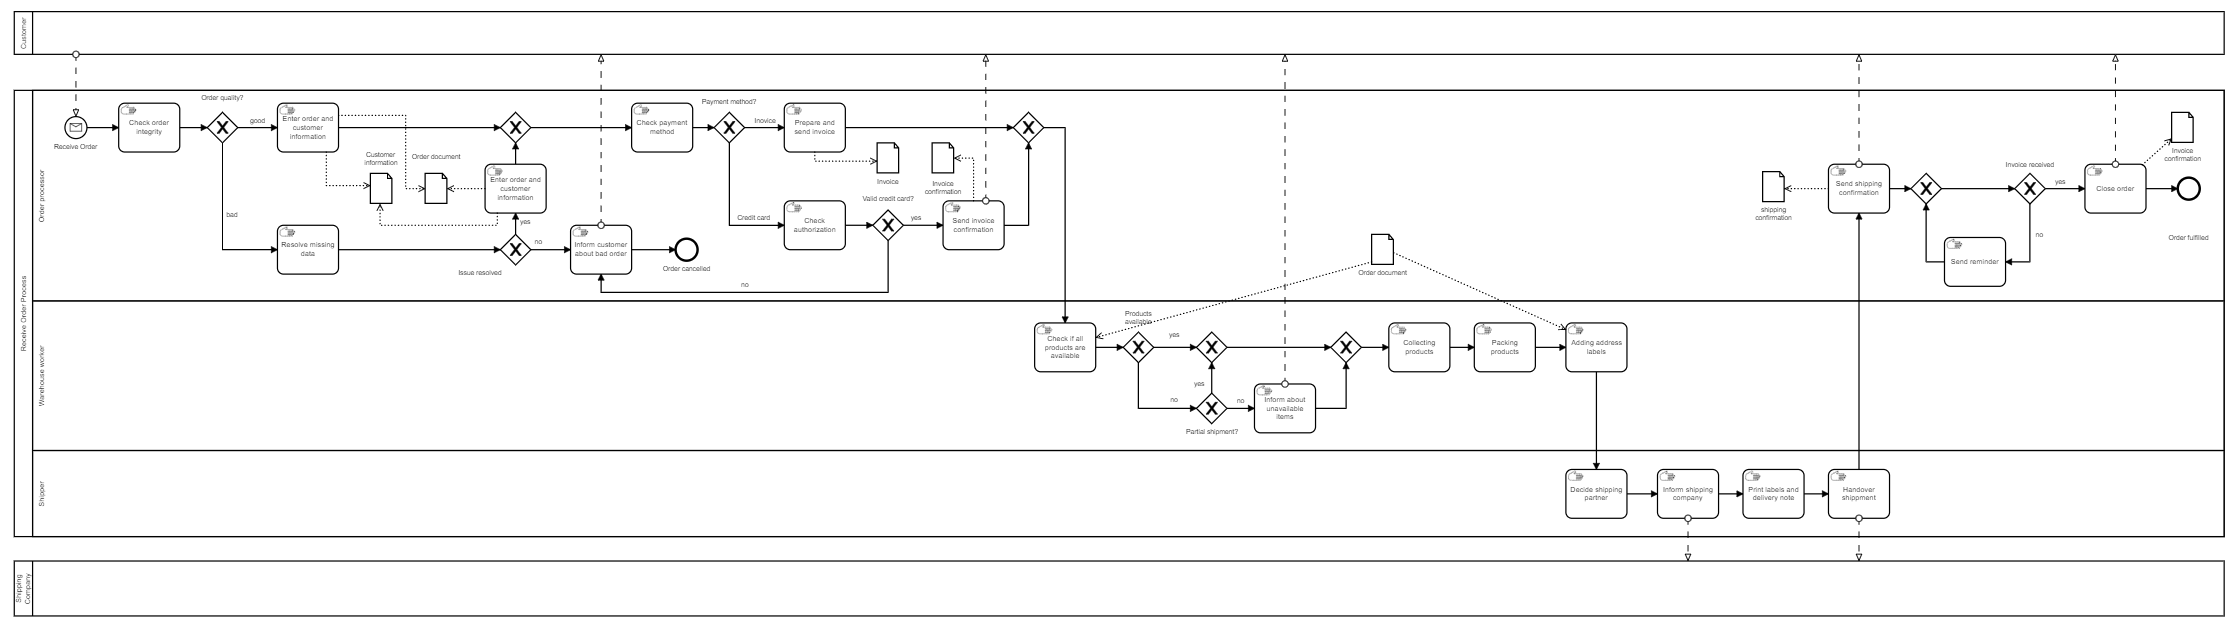 Customer
Receive Order Process
Order processor
Receive Order
Check order
integrity
Order quality?
good
bad
Enter order and
customer
information
Customer
information
Order document
Resolve missing
data
Enter order and
customer
information
yes
Issue resolved
no
Inform customer
about bad order
Order cancelled
no
Check payment
method
Payment method?
Inovice
Credit card
Prepare and
send invoice
Invoice
Invoice
confirmation
Check
authorization
Valid credit card?
yes
Send invoice
confirmation
Order document
shipping
confirmation
Send shipping
confirmation
Invoice received
yes
no
Send reminder
Close order
Invoice
confirmation
Order fulfilled
Warehouse worker
Check if all
products are
available
Products
available
yes
no
yes
Partial shipment?
no
Inform about
unavailable
items
Collecting
products
Packing
products
Adding address
labels
Shipper
Decide shipping
partner
Inform shipping
company
Print labels and
delivery note
Handover
shippment
Shipping
Company